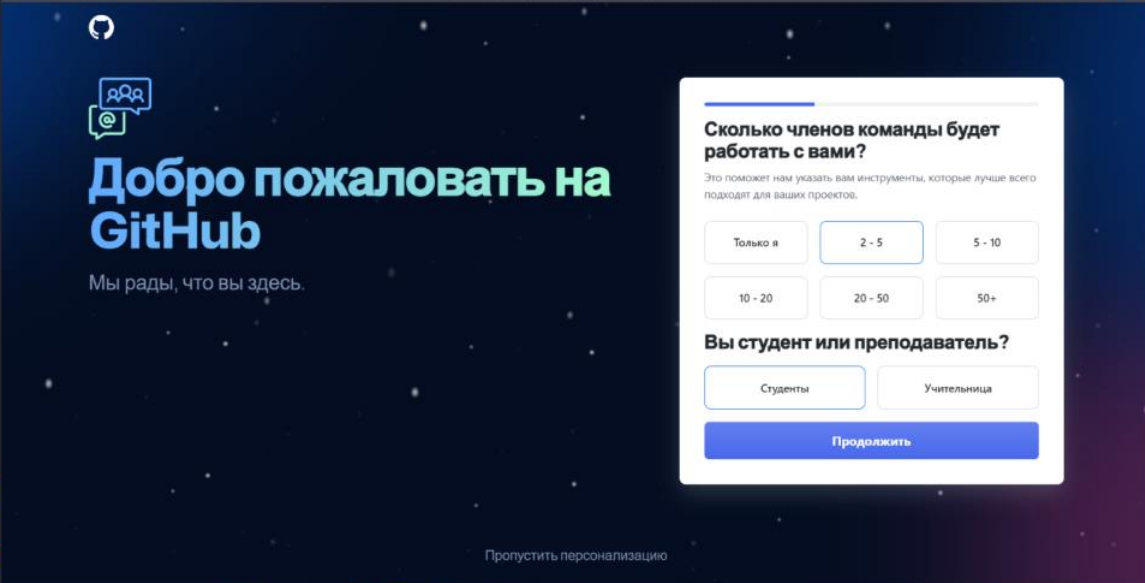 Добро пожаловать на
GitHub
Мы рады, что вы здесь.
Сколько членов команды будет
работать с вами?
Это поможет нам указать вам инструменты, которые лучше всего
подходят для ваших проектов.
Только я
2 - 5
5 - 10
10 - 20
20 - 50
50+
Вы студент или преподаватель?
Студенты
Учительница
Продолжить
Пропустить персонализацию